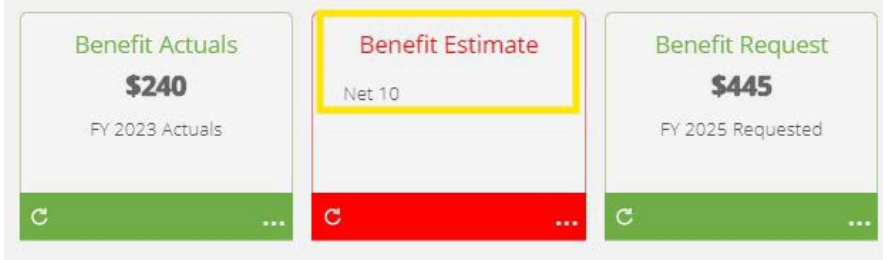 Benefit Actuals
$240
FY 2023 Actuals
...
Benefit Estimate
Net 10
...
Benefit Request
$445
FY 2025 Requested
...